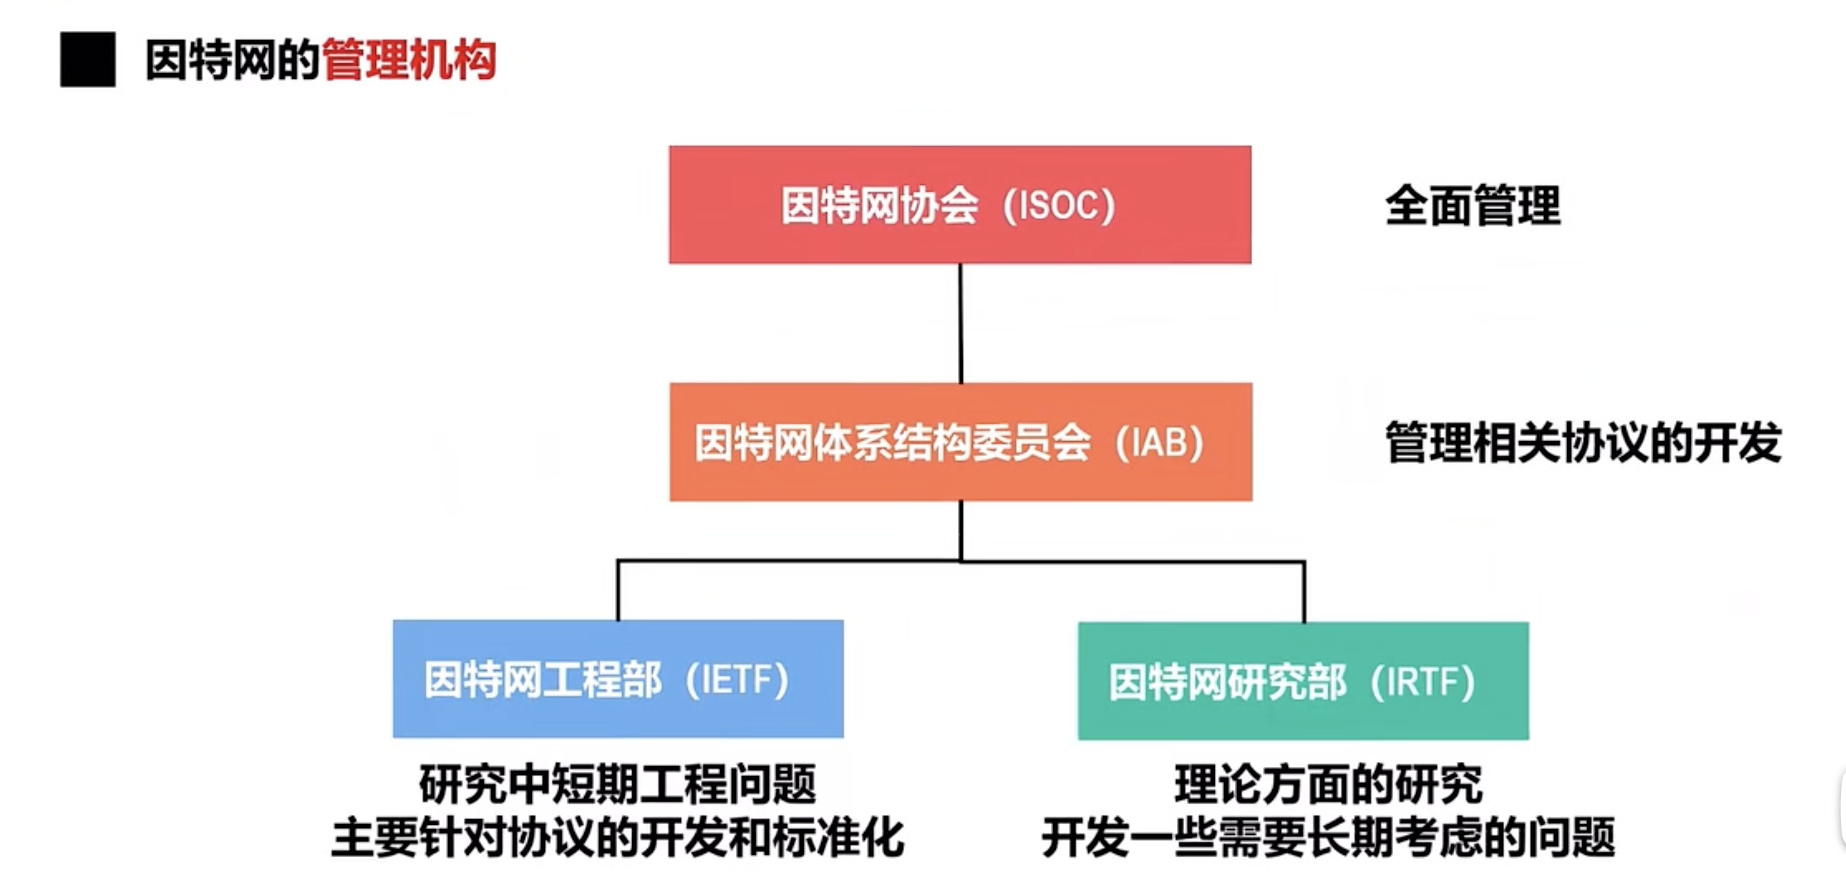 因特网的管理机构
因特网协会（ISOC）
全面管理
因特网体系结构委员会（IAB）
管理相关协议的开发
因特网工程部（IETF）
因特网研究部（IRTF）
研究中短期工程问题
主要针对协议的开发和标准化
理论方面的研究
开发一些需要长期考虑的问题